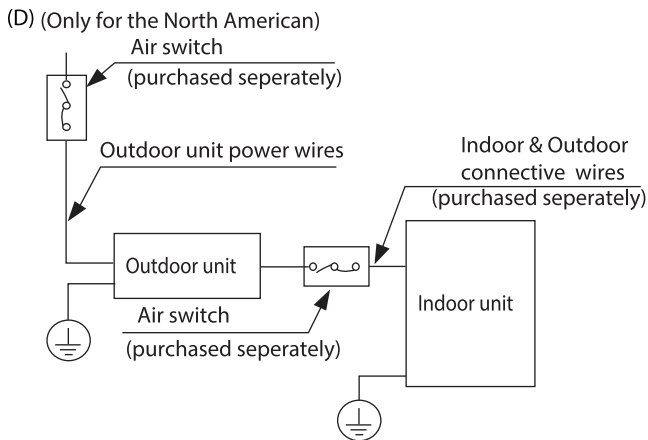 (D) (Only for the North American)
Air switch
(purchased seperately)
Outdoor unit power wires
Indoor & Outdoor
connective wires
(purchased seperately)
Outdoor unit
Indoor unit
Air switch
(purchased seperately)